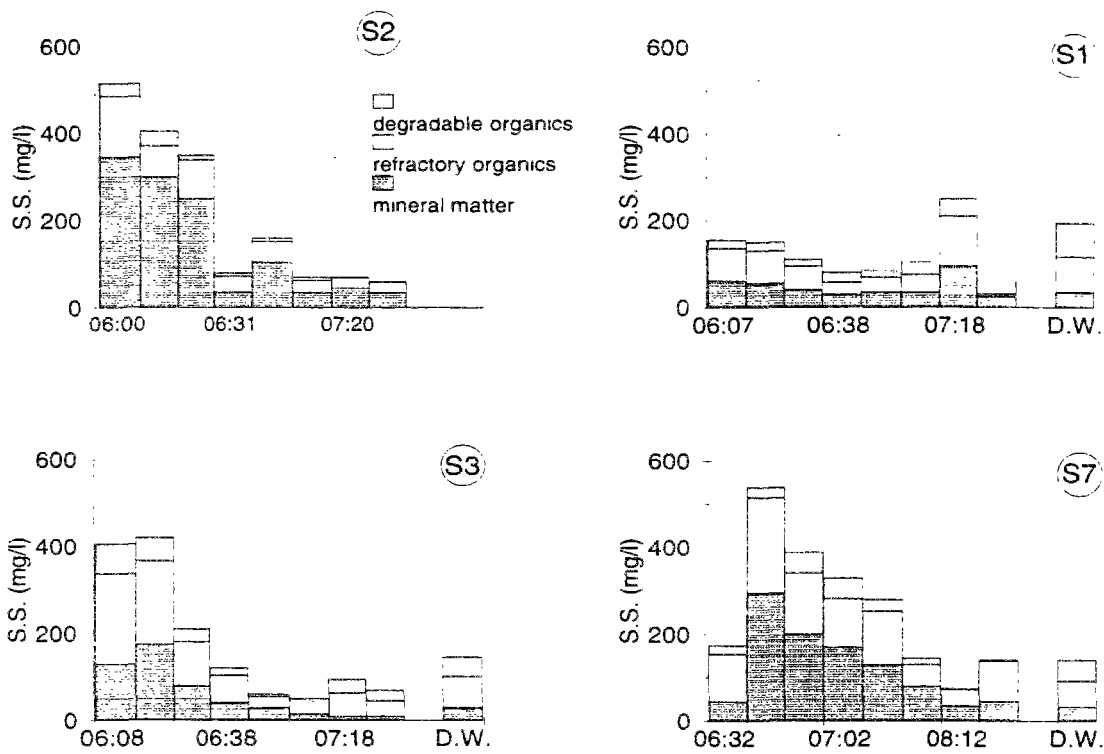 S2
600
400
200
0
S.S. (mg/l)
degradable organics
refractory organics
mineral matter
06:00 06:31 07:20
S1
600
400
200
0
S.S. (mg/l)
06:07 06:38 07:18 D.W.
S3
600
400
200
0
S.S. (mg/l)
06:08 06:38 07:18 D.W.
S7
600
400
200
0
S.S. (mg/l)
06:32 07:02 08:12 D.W.